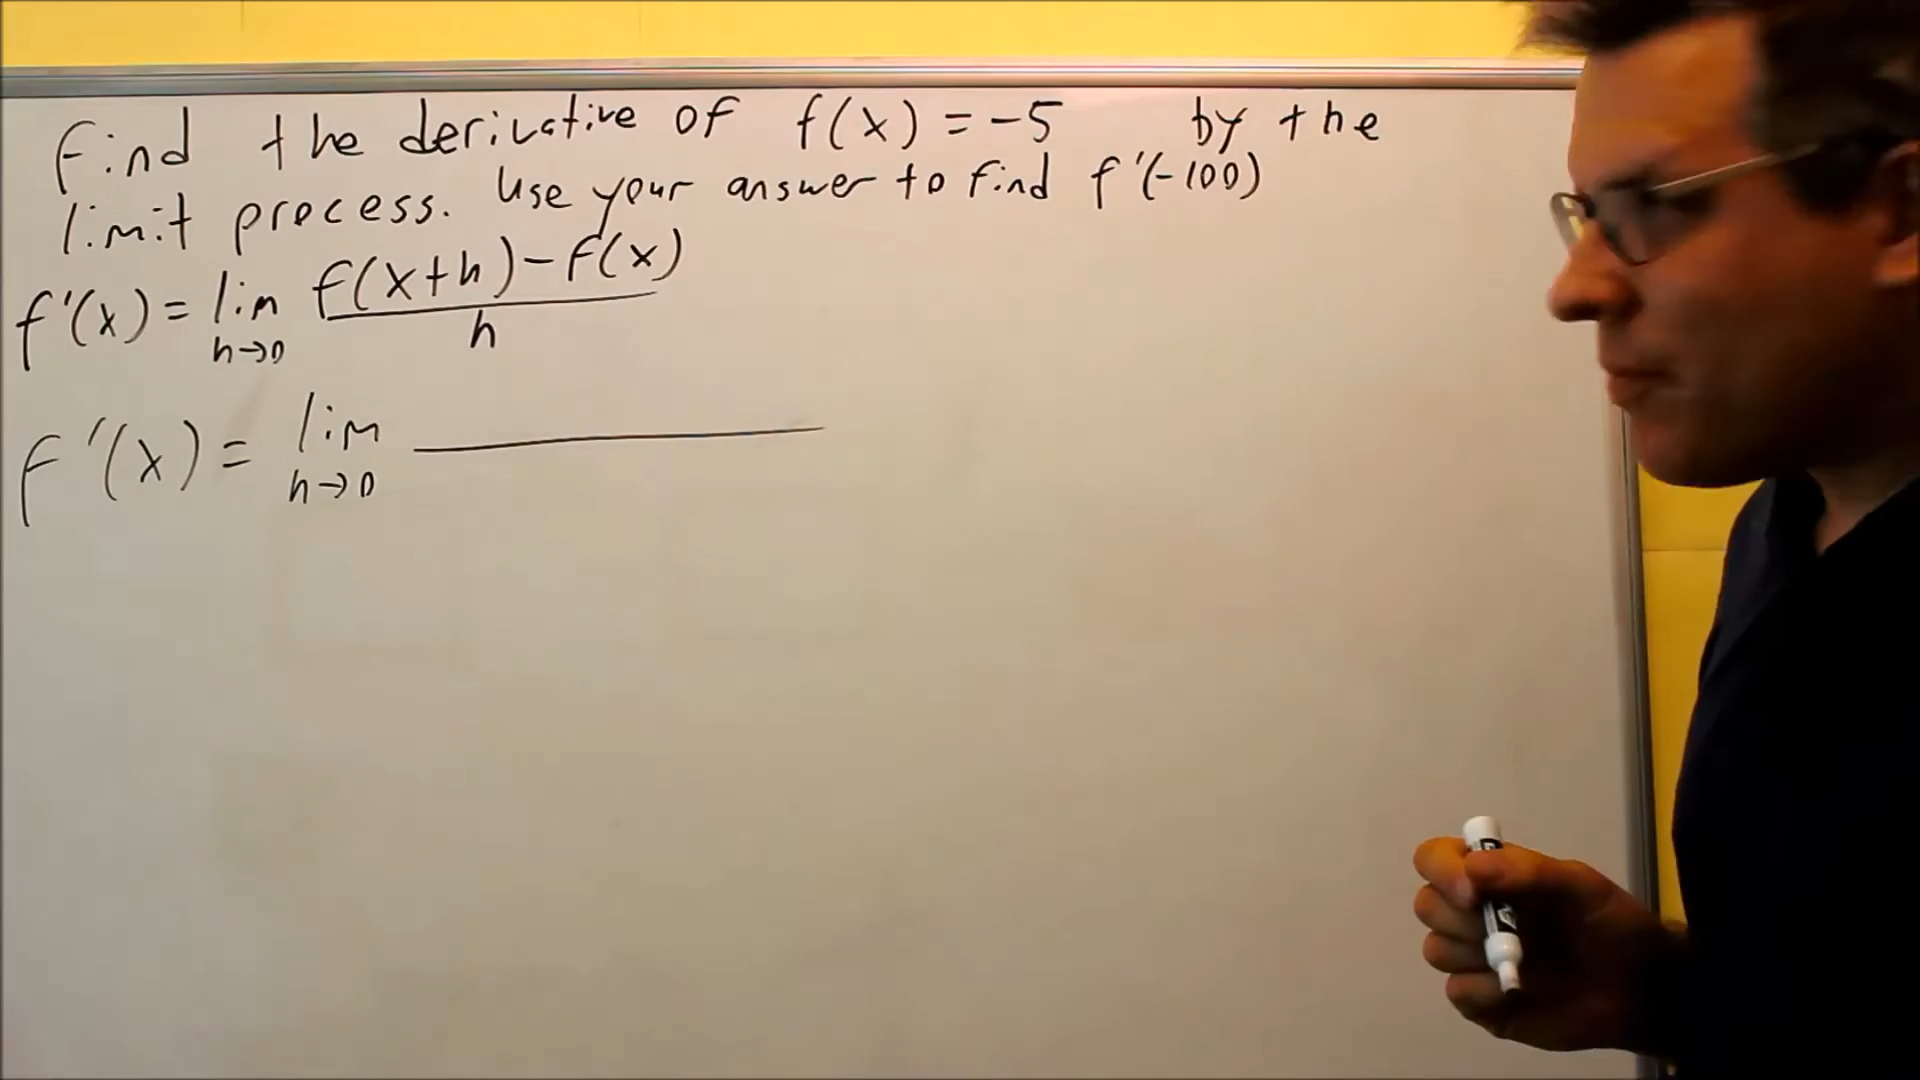 Find the derivative of f(x) = -5 by the
limit process. Use your answer to find f'(-100)
f'(x) = lim h→0 f(x+h) - f(x) / h
f'(x) = lim h→0